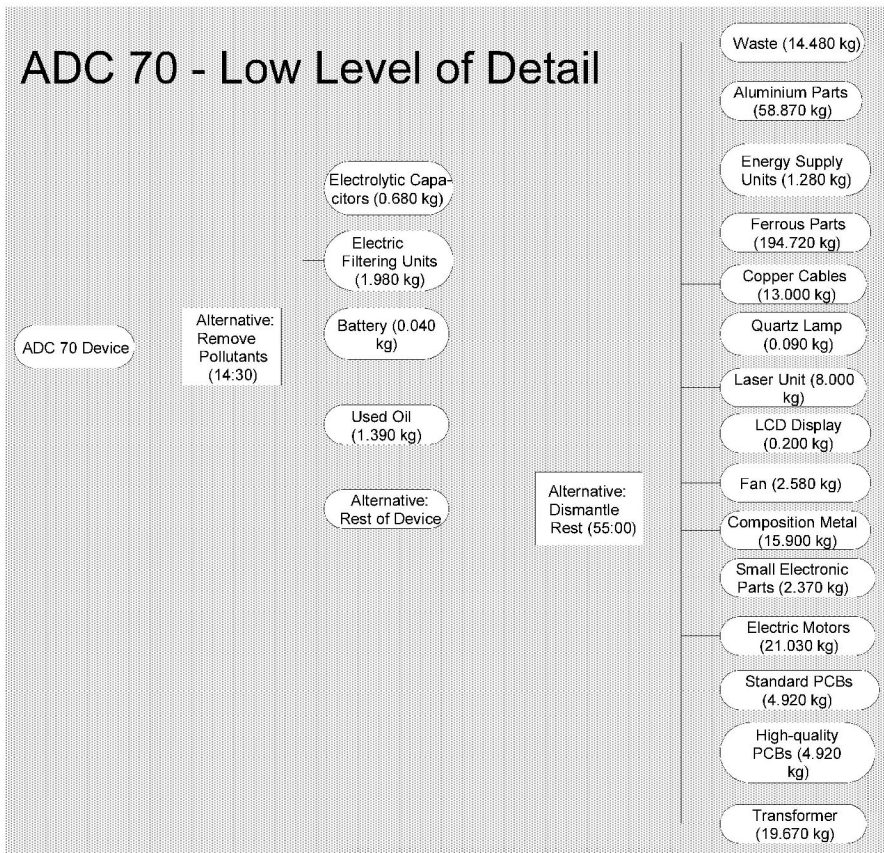 ADC 70 - Low Level of Detail
ADC 70 Device
Alternative:
Remove
Pollutants
(14:30)
Electrolytic Capa-
citors (0.680 kg)
Electric
Filtering Units
(1.980 kg)
Battery (0.040
kg)
Used Oil
(1.390 kg)
Alternative:
Rest of Device
Alternative:
Dismantle
Rest (55:00)
Waste (14.480 kg)
Aluminium Parts
(58.870 kg)
Energy Supply
Units (1.280 kg)
Ferrous Parts
(194.720 kg)
Copper Cables
(13.000 kg)
Quartz Lamp
(0.090 kg)
Laser Unit (8.000
kg)
LCD Display
(0.200 kg)
Fan (2.580 kg)
Composition Metal
(15.900 kg)
Small Electronic
Parts (2.370 kg)
Electric Motors
(21.030 kg)
Standard PCBs
(4.920 kg)
High-quality
PCBs (4.920
kg)
Transformer
(19.670 kg)